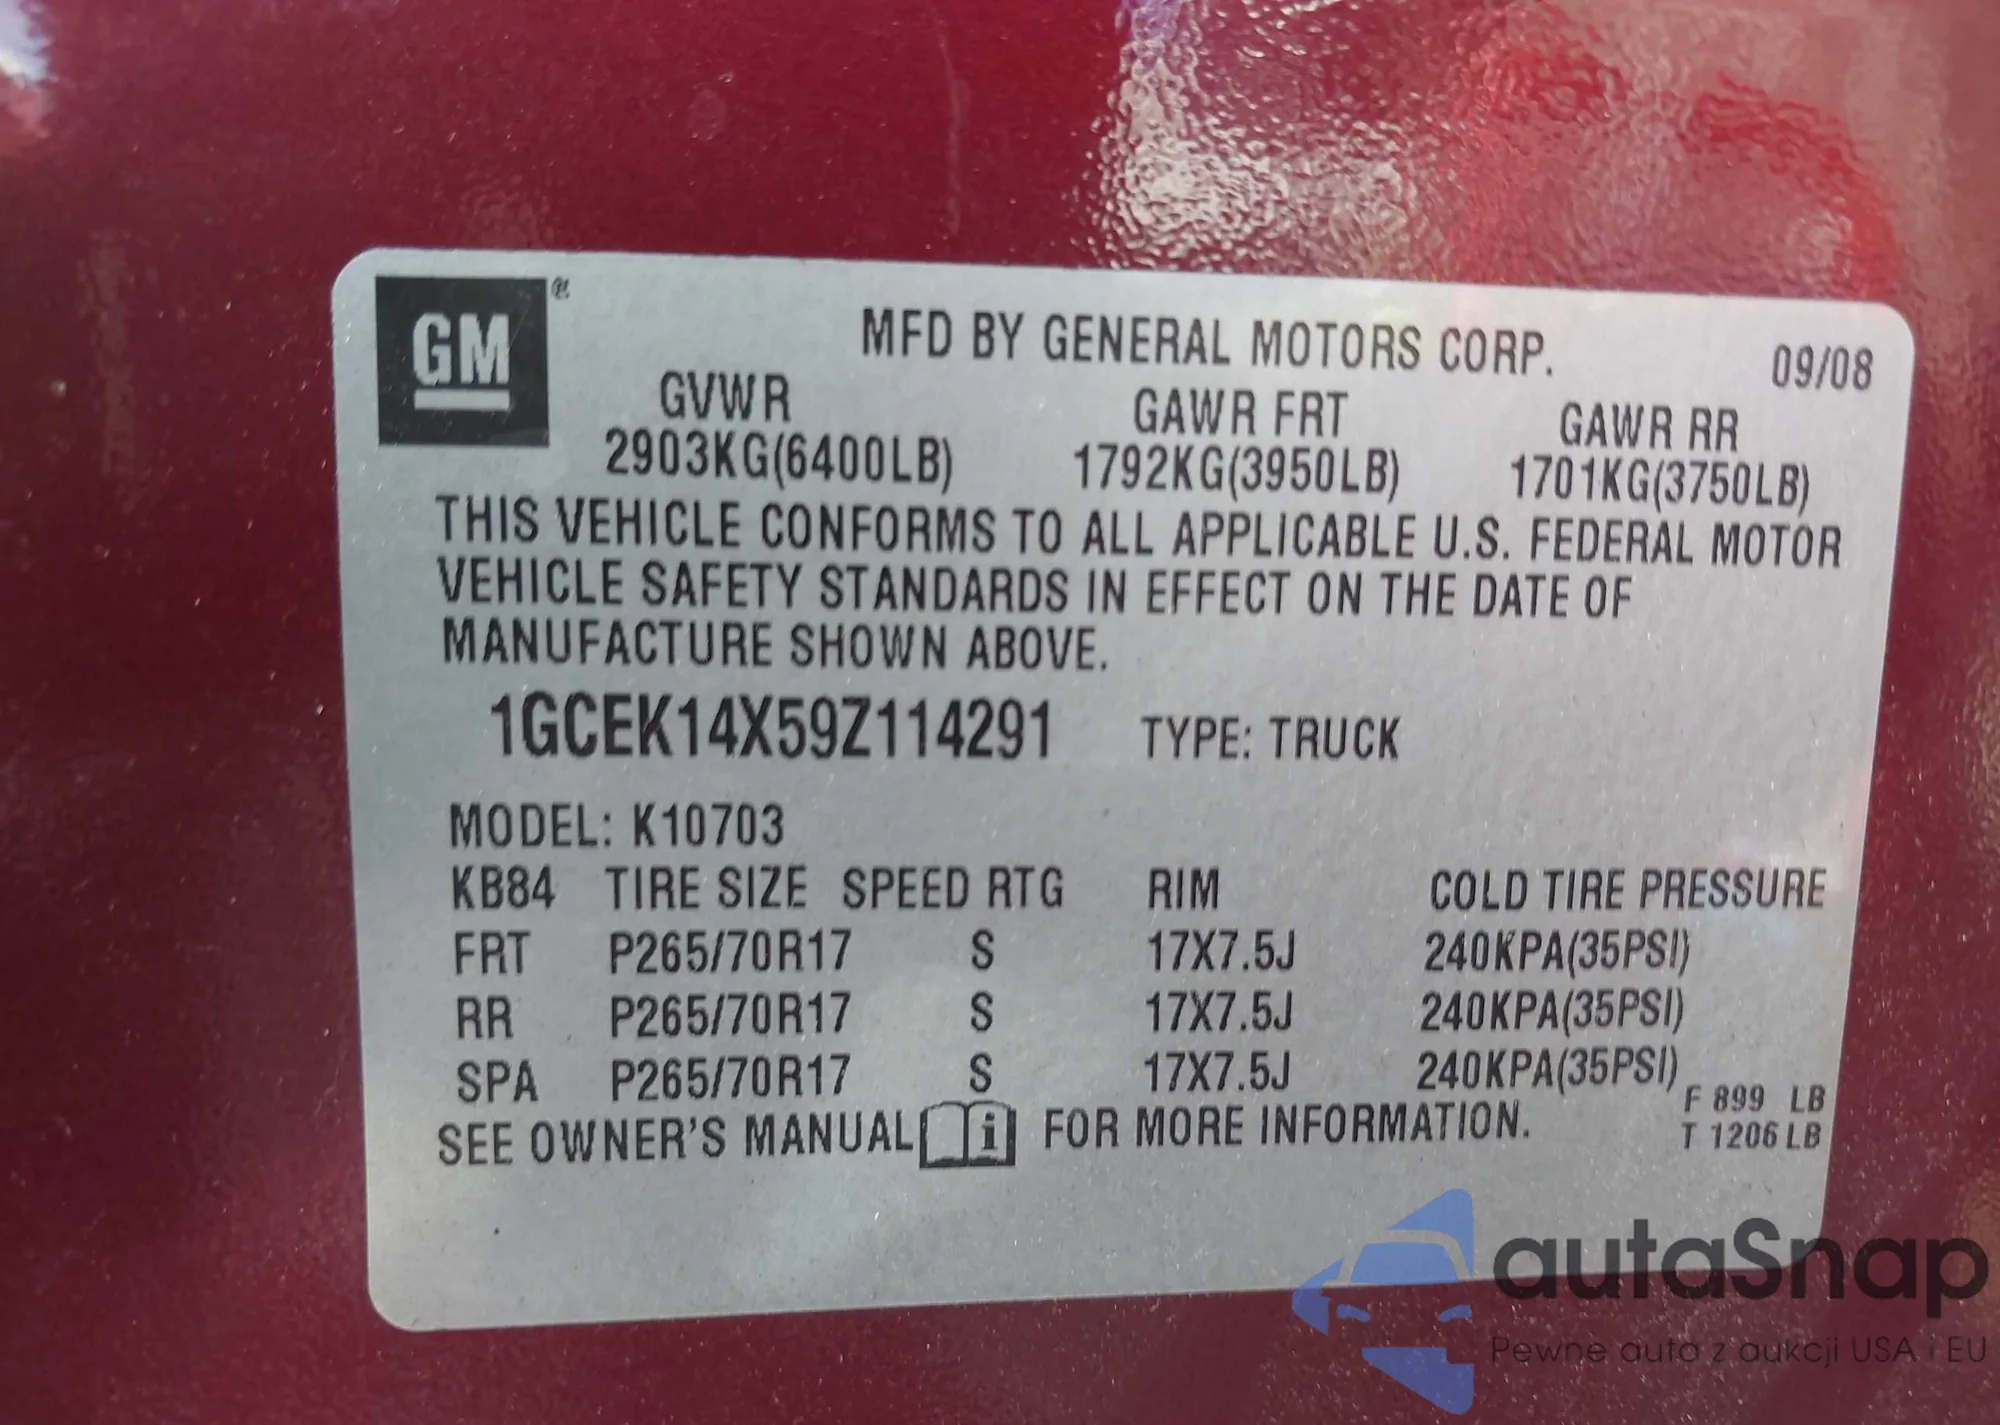 GM ®
MFD BY GENERAL MOTORS CORP. 09/08
GVWR GAWR FRT GAWR RR
2903KG(6400LB) 1792KG(3950LB) 1701KG(3750LB)
THIS VEHICLE CONFORMS TO ALL APPLICABLE U.S. FEDERAL MOTOR
VEHICLE SAFETY STANDARDS IN EFFECT ON THE DATE OF
MANUFACTURE SHOWN ABOVE.
1GCEK14X59Z114291 TYPE: TRUCK
MODEL: K10703
KB84 TIRE SIZE SPEED RTG RIM COLD TIRE PRESSURE
FRT P265/70R17 S 17X7.5J 240KPA(35PSI)
RR P265/70R17 S 17X7.5J 240KPA(35PSI)
SPA P265/70R17 S 17X7.5J 240KPA(35PSI)
F 899 LB
SEE OWNER'S MANUAL i FOR MORE INFORMATION.
T 1206 LB
autaSnap
Pewne auta z aukcji USA i EU